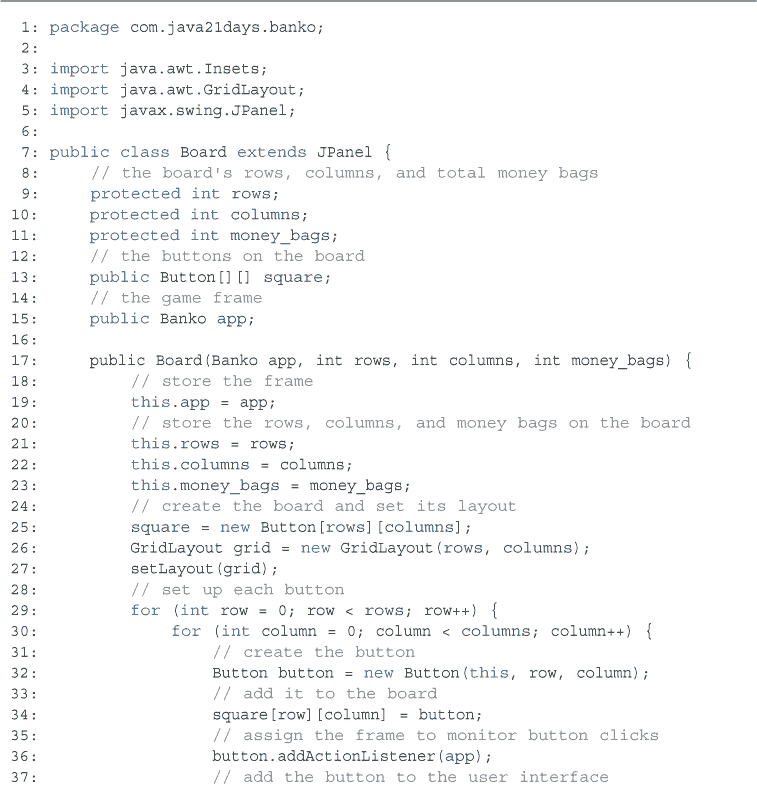 1: package com.java21days.banko;
2:
3: import java.awt.Insets;
4: import java.awt.GridLayout;
5: import javax.swing.JPanel;
6:
7: public class Board extends JPanel {
8:     // the board's rows, columns, and total money bags
9:     protected int rows;
10:     protected int columns;
11:     protected int money_bags;
12:     // the buttons on the board
13:     public Button[][] square;
14:     // the game frame
15:     public Banko app;
16:
17:     public Board(Banko app, int rows, int columns, int money_bags) {
18:         // store the frame
19:         this.app = app;
20:         // store the rows, columns, and money bags on the board
21:         this.rows = rows;
22:         this.columns = columns;
23:         this.money_bags = money_bags;
24:         // create the board and set its layout
25:         square = new Button[rows][columns];
26:         GridLayout grid = new GridLayout(rows, columns);
27:         setLayout(grid);
28:         // set up each button
29:         for (int row = 0; row < rows; row++) {
30:             for (int column = 0; column < columns; column++) {
31:                 // create the button
32:                 Button button = new Button(this, row, column);
33:                 // add it to the board
34:                 square[row][column] = button;
35:                 // assign the frame to monitor button clicks
36:                 button.addActionListener(app);
37:                 // add the button to the user interface